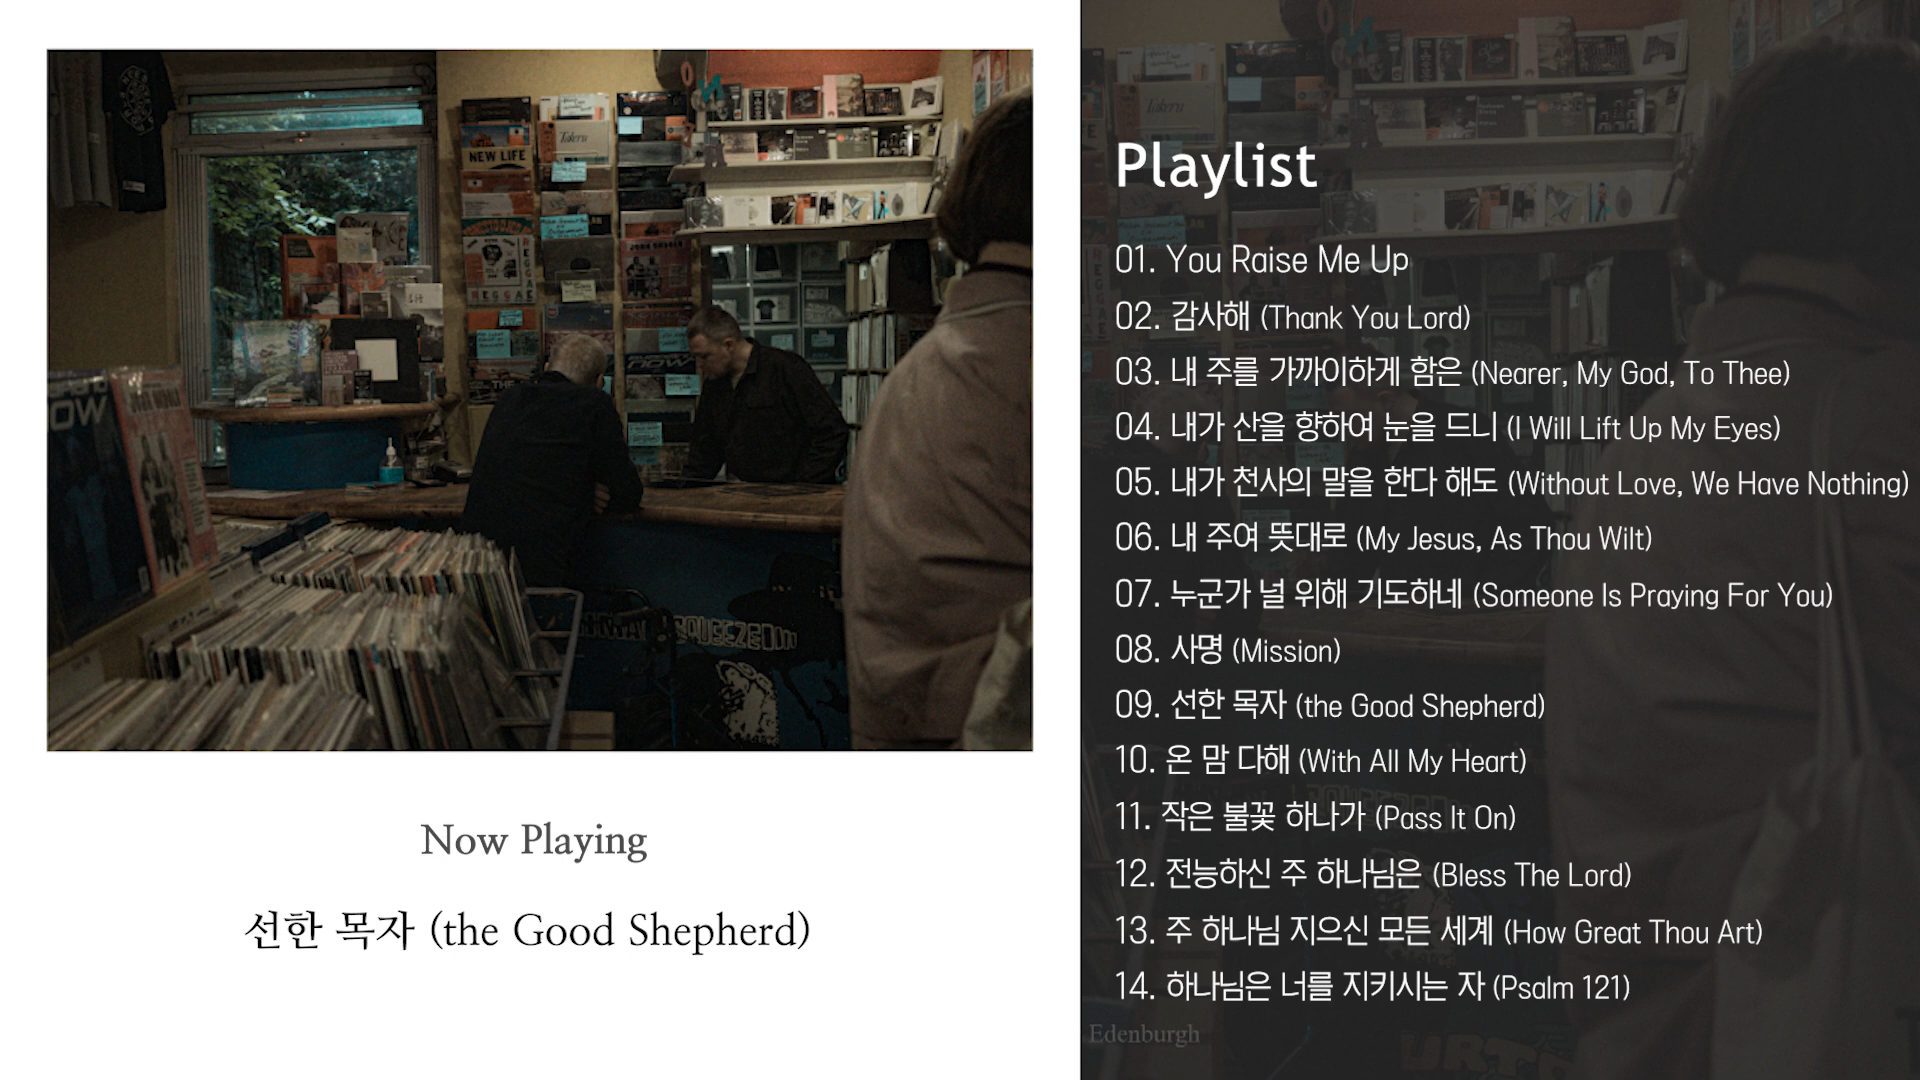 NEW LIFE
Takeru
REGGAE
NOW
THE
NOW
SQUEEZE
Now Playing
선한 목자 (the Good Shepherd)
Playlist
01. You Raise Me Up
02. 감사해 (Thank You Lord)
03. 내 주를 가까이하게 함은 (Nearer, My God, To Thee)
04. 내가 산을 향하여 눈을 드니 (I Will Lift Up My Eyes)
05. 내가 천사의 말을 한다 해도 (Without Love, We Have Nothing)
06. 내 주여 뜻대로 (My Jesus, As Thou Wilt)
07. 누군가 널 위해 기도하네 (Someone Is Praying For You)
08. 사명 (Mission)
09. 선한 목자 (the Good Shepherd)
10. 온 맘 다해 (With All My Heart)
11. 작은 불꽃 하나가 (Pass It On)
12. 전능하신 주 하나님은 (Bless The Lord)
13. 주 하나님 지으신 모든 세계 (How Great Thou Art)
14. 하나님은 너를 지키시는 자 (Psalm 121)
Edenburgh